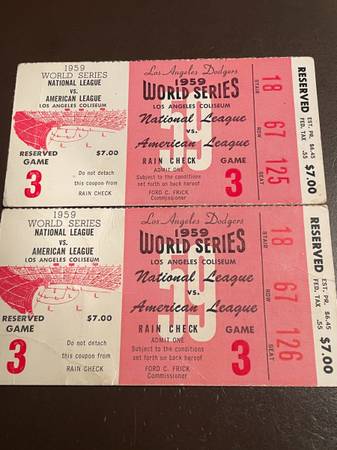 1959
WORLD SERIES
NATIONAL LEAGUE
VS.
AMERICAN LEAGUE
LOS ANGELES COLISEUM
RESERVED $7.00
GAME
3
Do not detach
this coupon from
Rain Check.
Los Angeles Dodgers
1959
WORLD SERIES
59
LOS ANGELES COLISEUM
National League
vs.
American League
RAIN CHECK
ADMIT ONE
Subject to the conditions
set forth on back hereof
FORD C. FRICK
Commissioner
GAME
3
STAIR 18
ROW 67
SEAT 125
RESERVED
EST. PR. $6.45
FED. TAX .55
$7.00
1959
WORLD SERIES
NATIONAL LEAGUE
VS.
AMERICAN LEAGUE
LOS ANGELES COLISEUM
RESERVED $7.00
GAME
3
Do not detach
this coupon from
Rain Check.
Los Angeles Dodgers
1959
WORLD SERIES
59
LOS ANGELES COLISEUM
National League
vs.
American League
RAIN CHECK
ADMIT ONE
Subject to the conditions
set forth on back hereof
FORD C. FRICK
Commissioner
GAME
3
STAIR 18
ROW 67
SEAT 126
RESERVED
EST. PR. $6.45
FED. TAX .55
$7.00